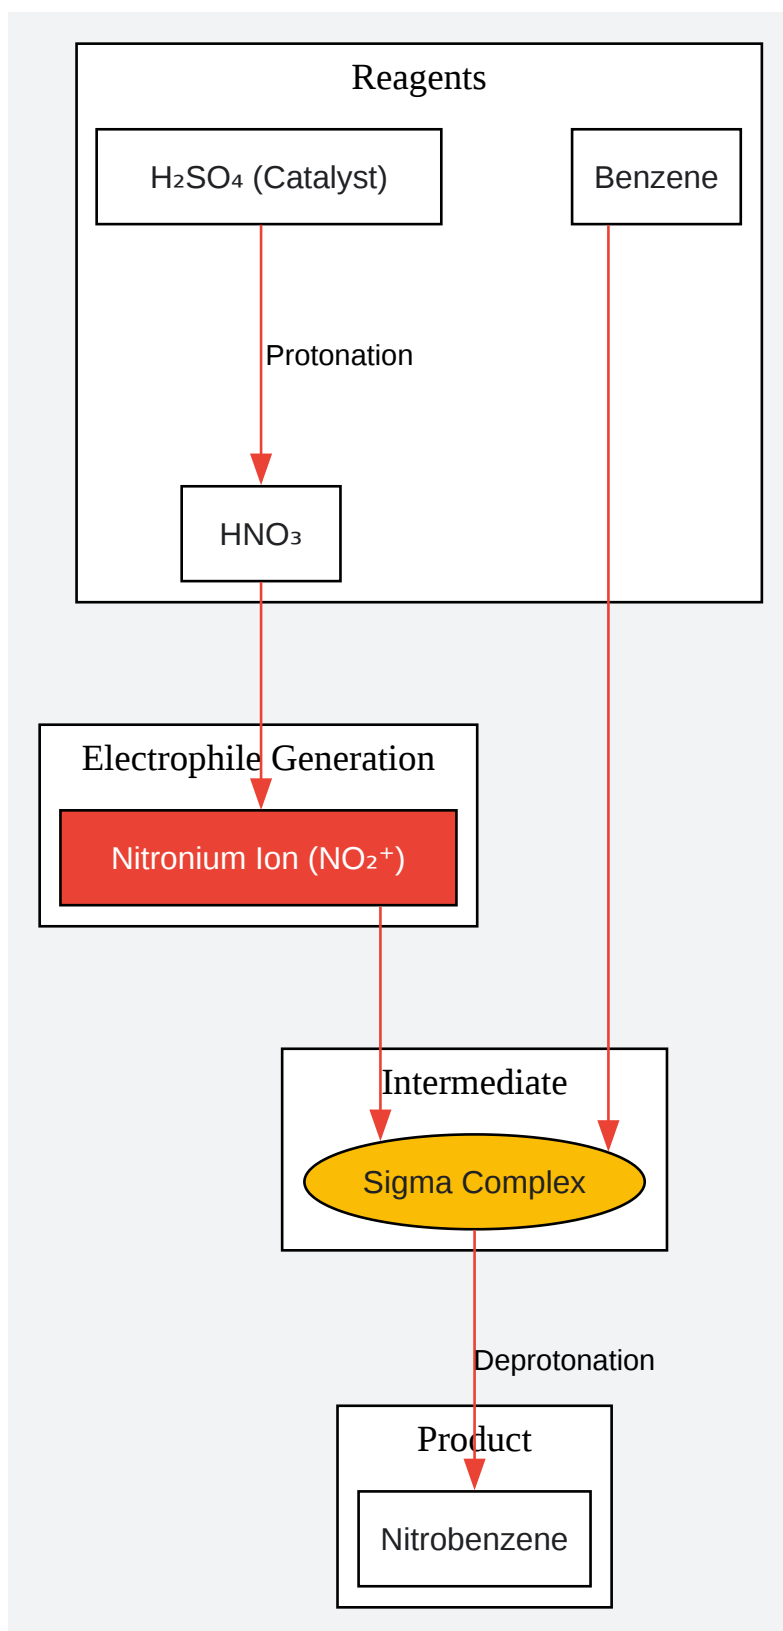 Reagents
H₂SO₄ (Catalyst)
Benzene
Protonation
HNO₃
Electrophile Generation
Nitronium Ion (NO₂⁺)
Intermediate
Sigma Complex
Deprotonation
Product
Nitrobenzene